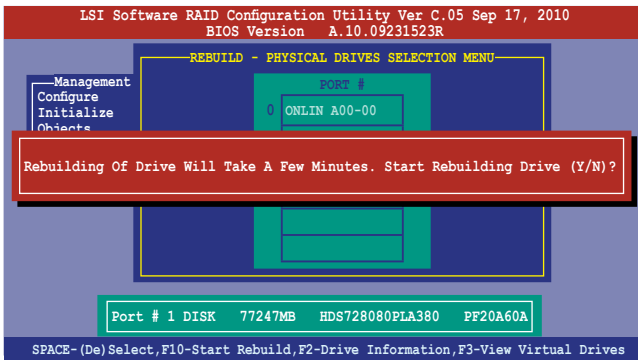 LSI Software RAID Configuration Utility Ver C.05 Sep 17, 2010
BIOS Version A.10.09231523R
REBUILD - PHYSICAL DRIVES SELECTION MENU
Management
Configure
Initialize
Objects
PORT #
0 ONLIN A00-00
Rebuilding Of Drive Will Take A Few Minutes. Start Rebuilding Drive (Y/N)?
Port # 1 DISK 77247MB HDS728080PLA380 PF20A60A
SPACE-(De)Select,F10-Start Rebuild,F2-Drive Information,F3-View Virtual Drives